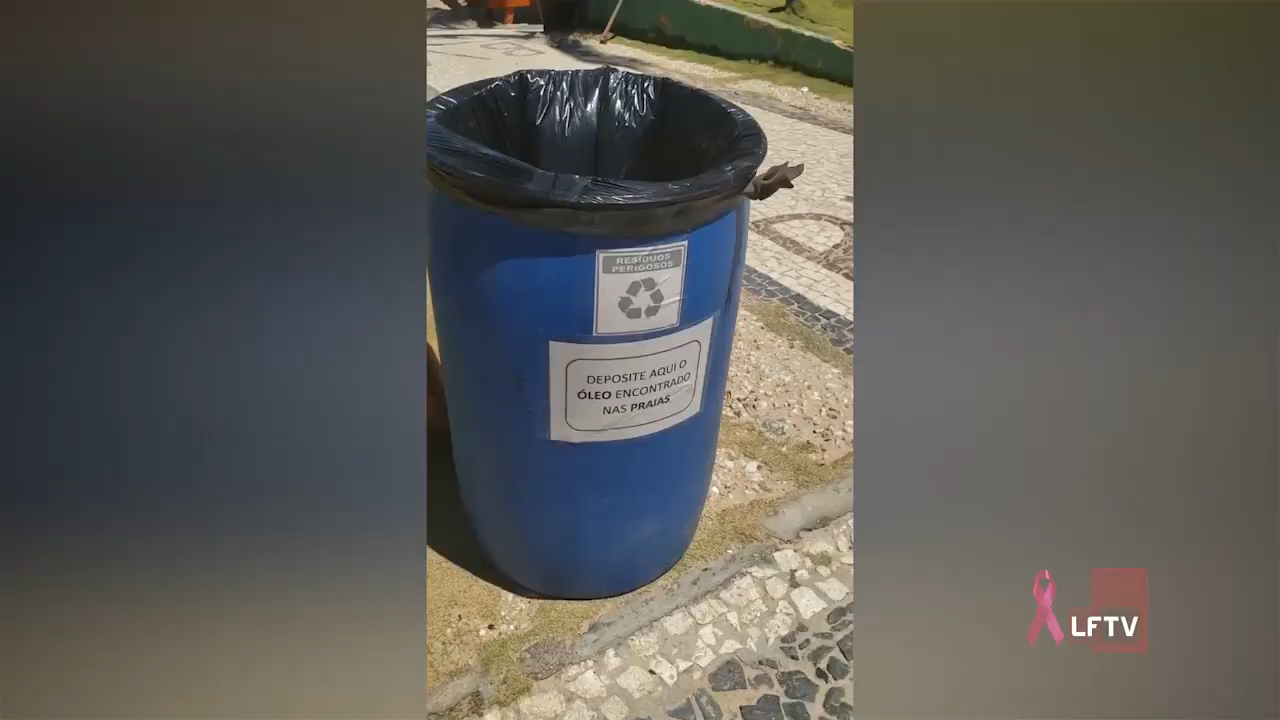 RESÍDUOS
PERIGOSOS
DEPOSITE AQUI O
ÓLEO ENCONTRADO
NAS PRAIAS
LFTV